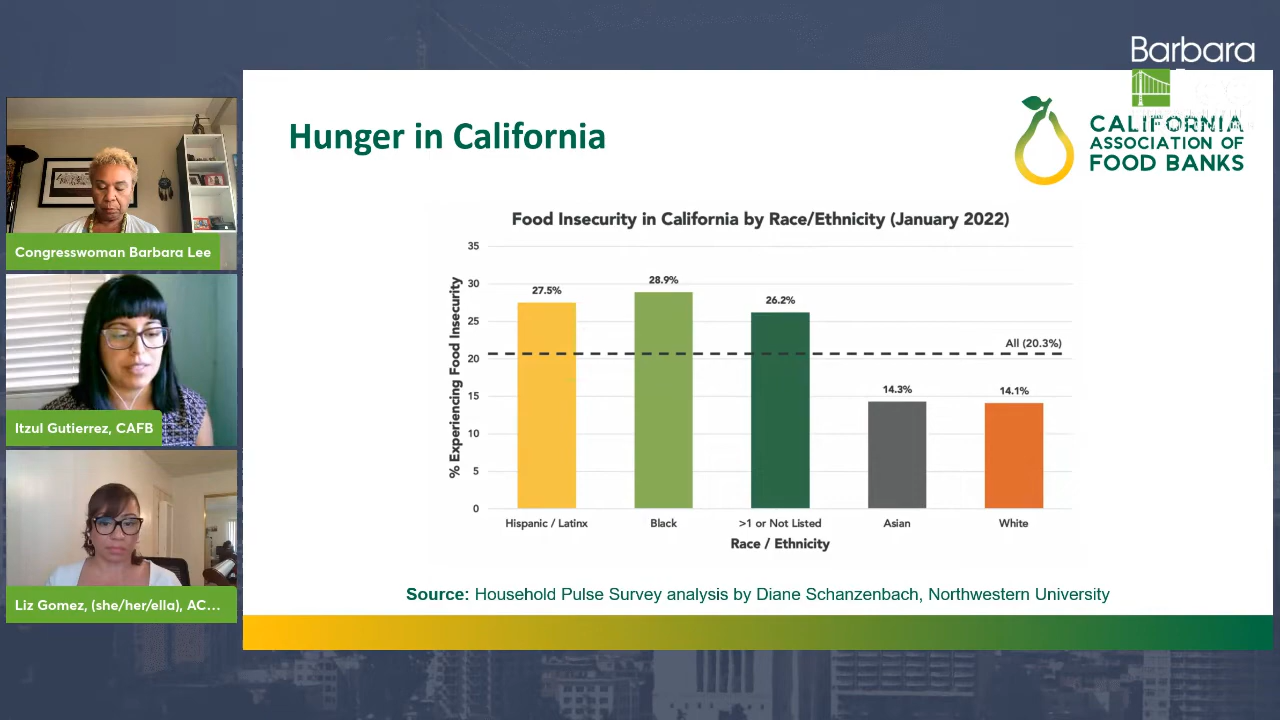 Barbara
Hunger in California
CALIFORNIA
ASSOCIATION OF
FOOD BANKS
Congresswoman Barbara Lee
Itzul Gutierrez, CAFB
Liz Gomez, (she/her/ella), AC...
Food Insecurity in California by Race/Ethnicity (January 2022)
% Experiencing Food Insecurity
35
30
25
20
15
10
5
0
27.5%
28.9%
26.2%
All (20.3%)
14.3%
14.1%
Hispanic / Latinx
Black
>1 or Not Listed
Asian
White
Race / Ethnicity
Source: Household Pulse Survey analysis by Diane Schanzenbach, Northwestern University